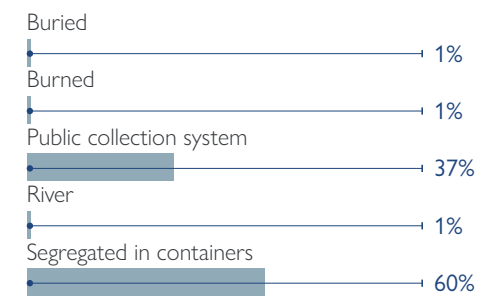 Buried
1%
Burned
1%
Public collection system
37%
River
1%
Segregated in containers
60%